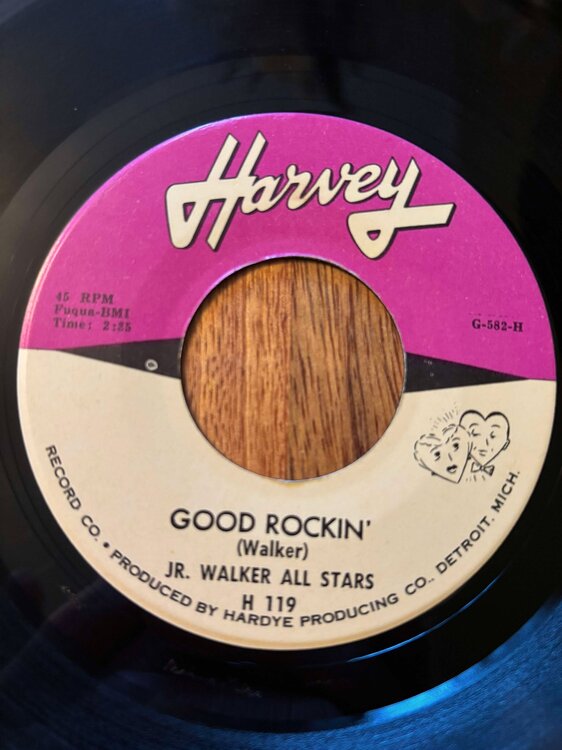 Harvey
45 RPM
Fuqua-BMI
Time: 2:35
G-582-H
GOOD ROCKIN'
(Walker)
JR. WALKER ALL STARS
H 119
RECORD CO. • PRODUCED BY HARDYE PRODUCING CO., DETROIT, MICH.